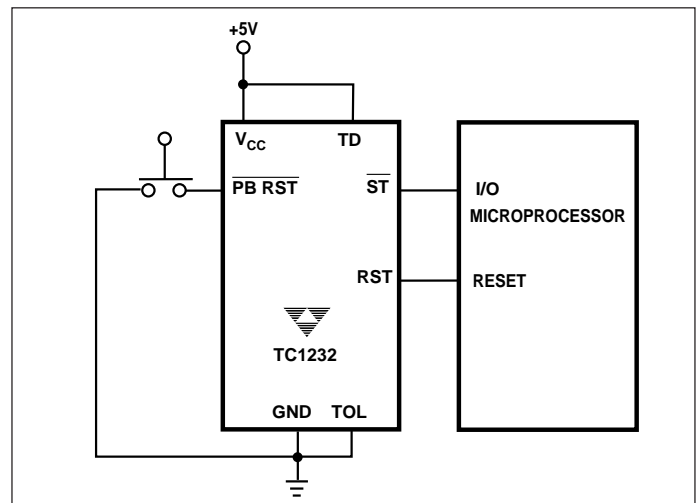 +5V
VCC TD
PB RST ST I/O
MICROPROCESSOR
RST RESET
TC1232
GND TOL